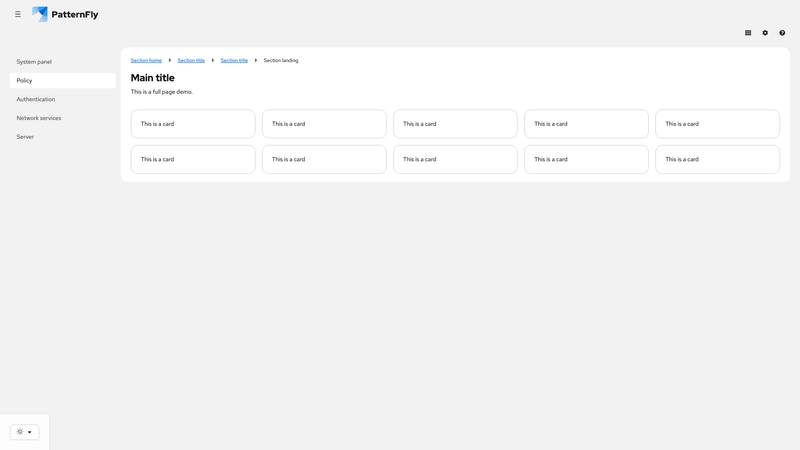 PatternFly
System panel
Policy
Authentication
Network services
Server
Section home Section title Section title Section landing
Main title
This is a full page demo.
This is a card This is a card This is a card This is a card This is a card
This is a card This is a card This is a card This is a card This is a card